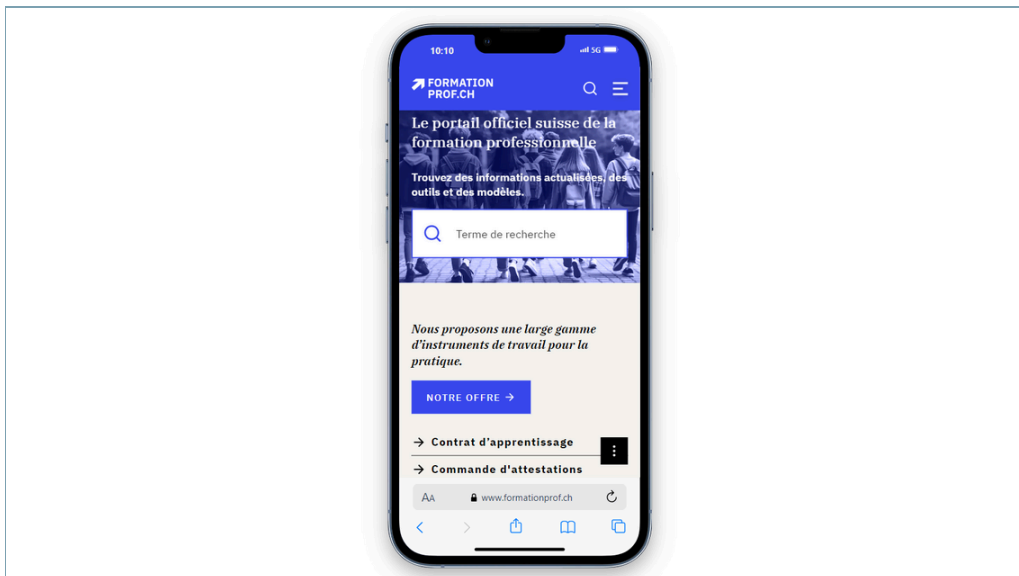 10:10
5G
FORMATION
PROF.CH
Le portail officiel suisse de la
formation professionnelle
Trouvez des informations actualisées, des
outils et des modèles.
Terme de recherche
Nous proposons une large gamme
d'instruments de travail pour la
pratique.
NOTRE OFFRE →
→ Contrat d'apprentissage
→ Commande d'attestations
AA www.formationprof.ch